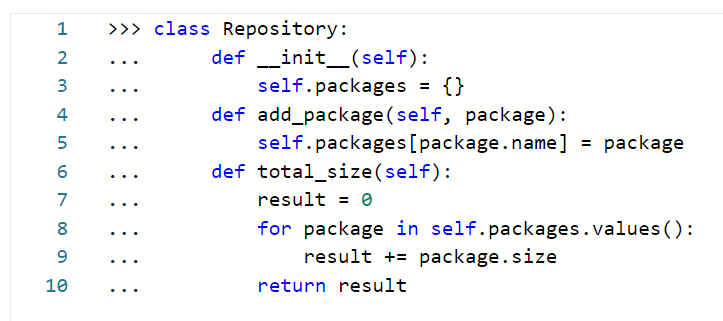 1 >>> class Repository:
2 ...     def __init__(self):
3 ...         self.packages = {}
4 ...     def add_package(self, package):
5 ...         self.packages[package.name] = package
6 ...     def total_size(self):
7 ...         result = 0
8 ...         for package in self.packages.values():
9 ...             result += package.size
10 ...         return result